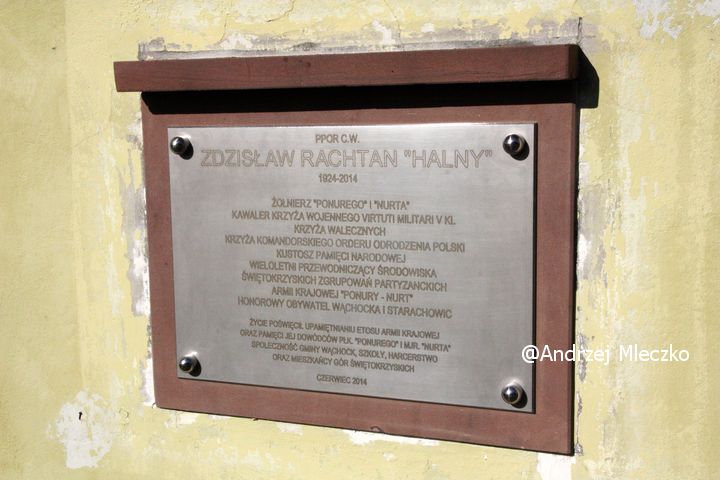 PPOR C.W.
ZDZISŁAW RACHTAN "HALNY"
1924-2014
ŻOŁNIERZ "PONUREGO" I "NURTA"
KAWALER KRZYŻA WOJENNEGO VIRTUTI MILITARI V KL.
KRZYŻA WALECZNYCH
KRZYŻA KOMANDORSKIEGO ORDERU ODRODZENIA POLSKI
KUSTOSZ PAMIĘCI NARODOWEJ
WIELOLETNI PRZEWODNICZĄCY ŚRODOWISKA
ŚWIĘTOKRZYSKICH ZGRUPOWAŃ PARTYZANCKICH
ARMII KRAJOWEJ "PONURY - NURT"
HONOROWY OBYWATEL WĄCHOCKA I STARACHOWIC
ŻYCIE POŚWIĘCIŁ UPAMIĘTNIANIU ETOSU ARMII KRAJOWEJ
ORAZ PAMIĘCI JEJ DOWÓDCÓW PŁK. "PONUREGO" I MJR. "NURTA"
SPOŁECZNOŚĆ GMINY WĄCHOCK, SZKOŁY, HARCERSTWO
ORAZ MIESZKAŃCY GÓR ŚWIĘTOKRZYSKICH
CZERWIEC 2014
@Andrzej Mleczko